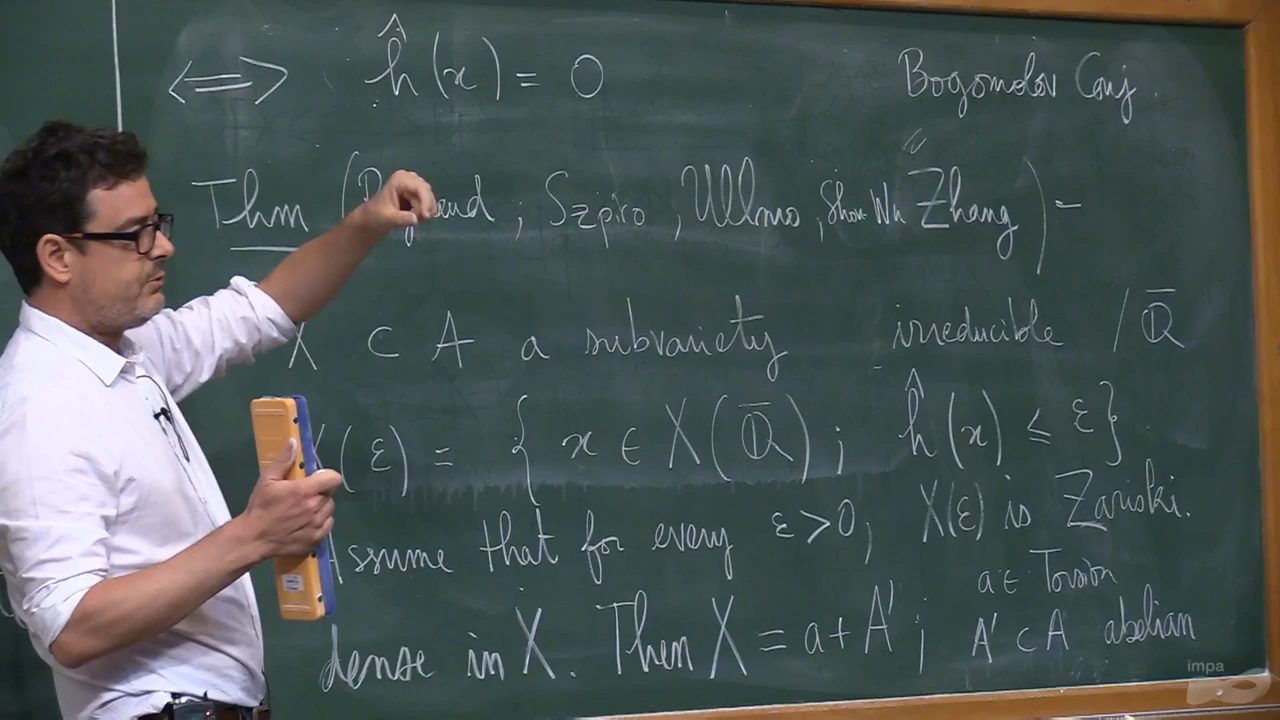 ⟺ ĥ(x) = 0
Bogomolov Conj.
Thm ( ; Szpiro, Ullmo, Shou Wu Zhang) -
X ⊂ A a subvariety irreducible / Q̄
(ε) = { x ∈ X(Q̄); ĥ(x) ≤ ε}
Assume that for every ε>0, X(ε) is Zariski.
dense in X. Then X = a+A'; a ∈ Torsion
A' ⊂ A abelian
impa